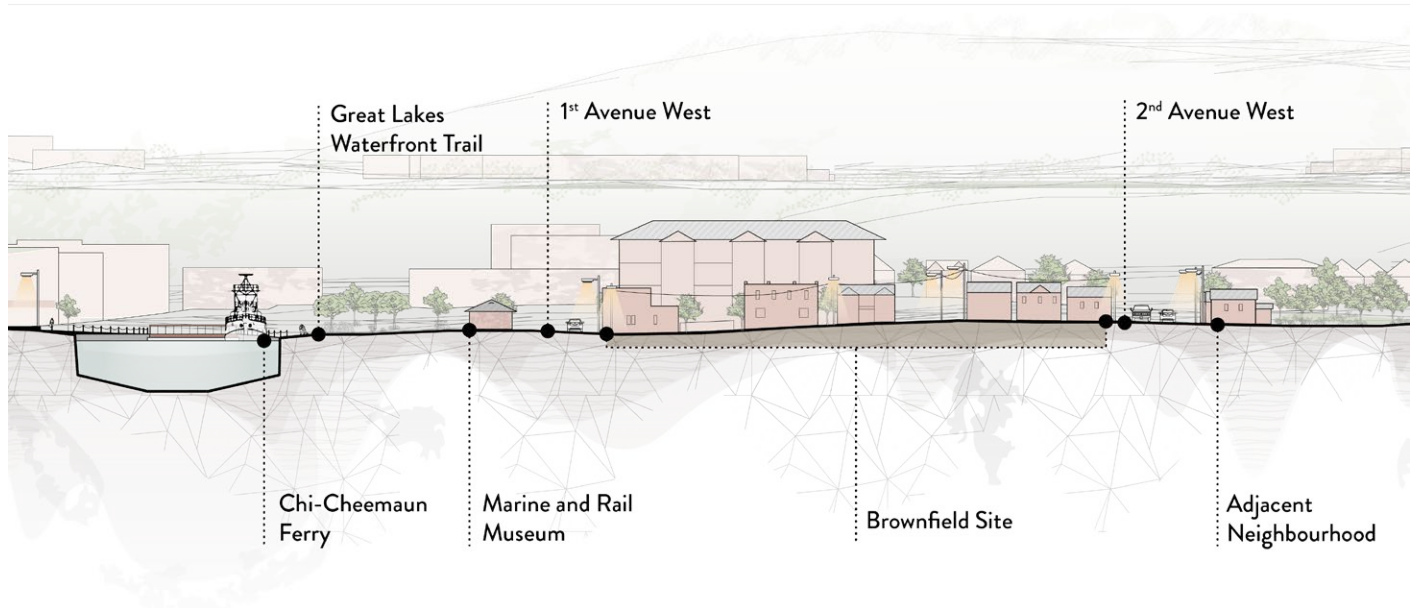 Great Lakes
Waterfront Trail
1st Avenue West
2nd Avenue West
Chi-Cheemaun
Ferry
Marine and Rail
Museum
Brownfield Site
Adjacent
Neighbourhood